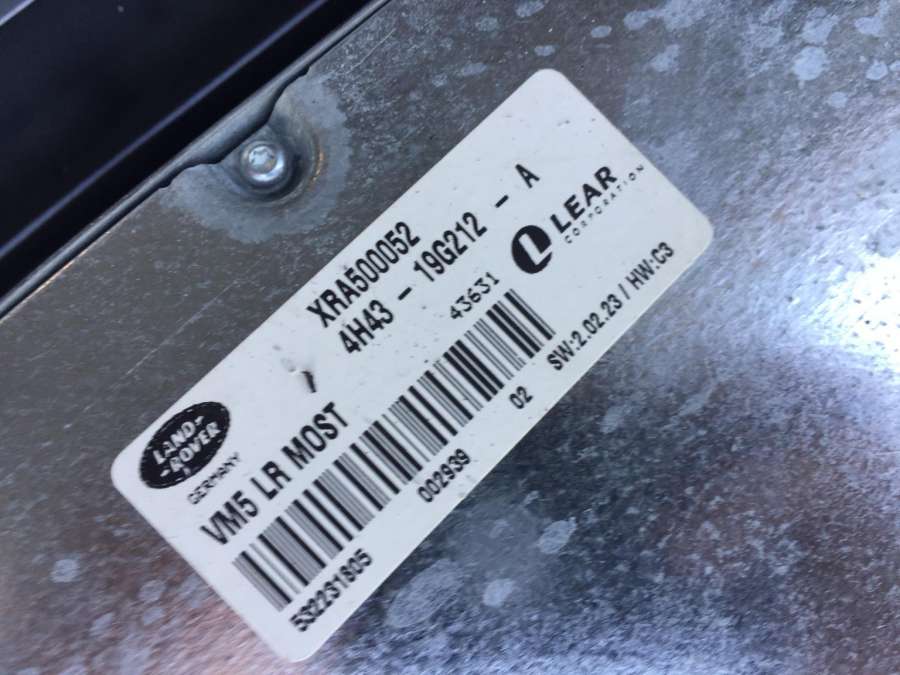 XRA500052
4H43 - 19G212 - A
43631
LEAR
CORPORATION
LAND-
-ROVER
GERMANY
VM5 LR MOST
532231805
002939
02
SW:2.02.23 / HW:C3